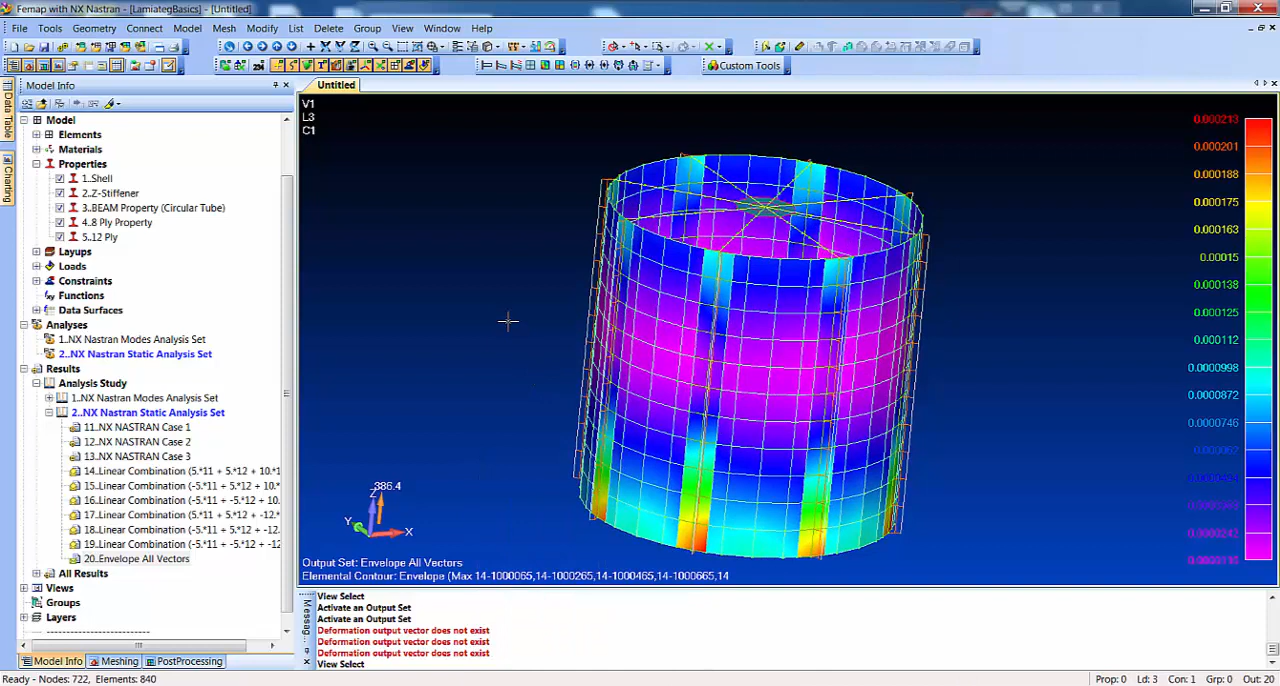 Femap with NX Nastran - [LamiategBasics] - [Untitled]
File Tools Geometry Connect Model Mesh Modify List Delete Group View Window Help
Custom Tools
Model Info
Untitled
Data Table
Charting
Model
Elements
Materials
Properties
1..Shell
2..Z-Stiffener
3..BEAM Property (Circular Tube)
4..8 Ply Property
5..12 Ply
Layups
Loads
Constraints
Functions
Data Surfaces
Analyses
1..NX Nastran Modes Analysis Set
2..NX Nastran Static Analysis Set
Results
Analysis Study
1..NX Nastran Modes Analysis Set
2..NX Nastran Static Analysis Set
11..NX NASTRAN Case 1
12..NX NASTRAN Case 2
13..NX NASTRAN Case 3
14..Linear Combination (5.*11 + 5.*12 + 10.*1
15..Linear Combination (-5.*11 + 5.*12 + 10.*
16..Linear Combination (-5.*11 + -5.*12 + 10.
17..Linear Combination (5.*11 + 5.*12 + -12.*
18..Linear Combination (-5.*11 + 5.*12 + -12.
19..Linear Combination (-5.*11 + -5.*12 + -12
20..Envelope All Vectors
All Results
Views
Groups
Layers
Model Info Meshing PostProcessing
V1
L3
C1
0.000213
0.000201
0.000188
0.000175
0.000163
0.00015
0.000138
0.000125
0.000112
0.0000998
0.0000872
0.0000746
0.0000242
386.4
Z
Y
X
Output Set: Envelope All Vectors
Elemental Contour: Envelope (Max 14-1000065,14-1000265,14-1000465,14-1000665,14
View Select
Activate an Output Set
Activate an Output Set
Deformation output vector does not exist
Deformation output vector does not exist
Deformation output vector does not exist
View Select
Ready - Nodes: 722, Elements: 840
Prop: 0 Ld: 3 Con: 1 Grp: 0 Out: 20